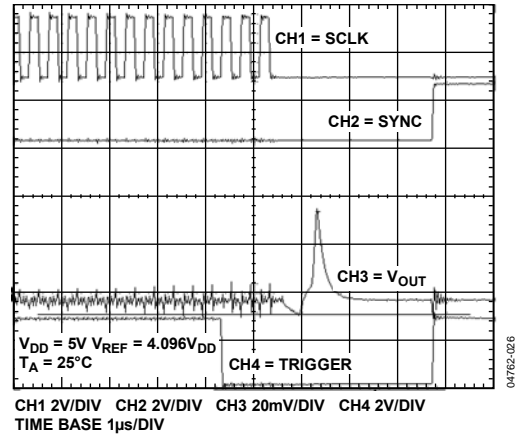 CH1 = SCLK
CH2 = SYNC
CH3 = VOUT
VDD = 5V VREF = 4.096VDD
TA = 25°C
CH4 = TRIGGER
CH1 2V/DIV CH2 2V/DIV CH3 20mV/DIV CH4 2V/DIV
TIME BASE 1µs/DIV
04762-026